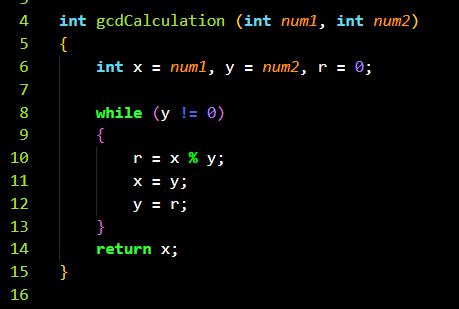 4 int gcdCalculation (int num1, int num2)
5 {
6     int x = num1, y = num2, r = 0;
7
8     while (y != 0)
9     {
10         r = x % y;
11         x = y;
12         y = r;
13     }
14     return x;
15 }
16